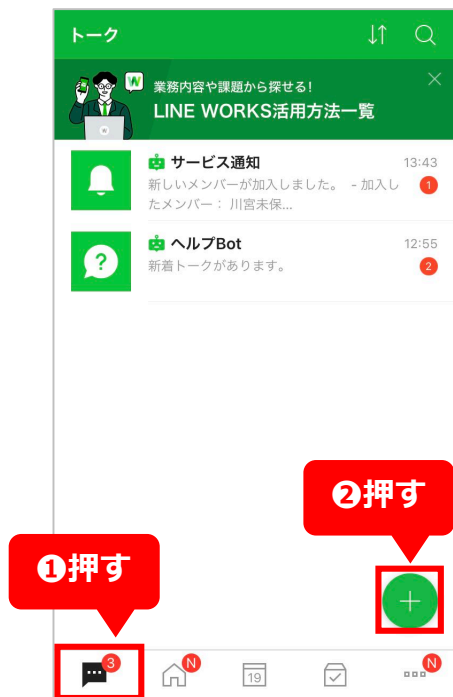 トーク
W
業務内容や課題から探せる!
LINE WORKS活用方法一覧
サービス通知
13:43
新しいメンバーが加入しました。 - 加入し
1
たメンバー： 川宮未保...
ヘルプBot
12:55
新着トークがあります。
2
❷押す
❶押す
3
N
19
N